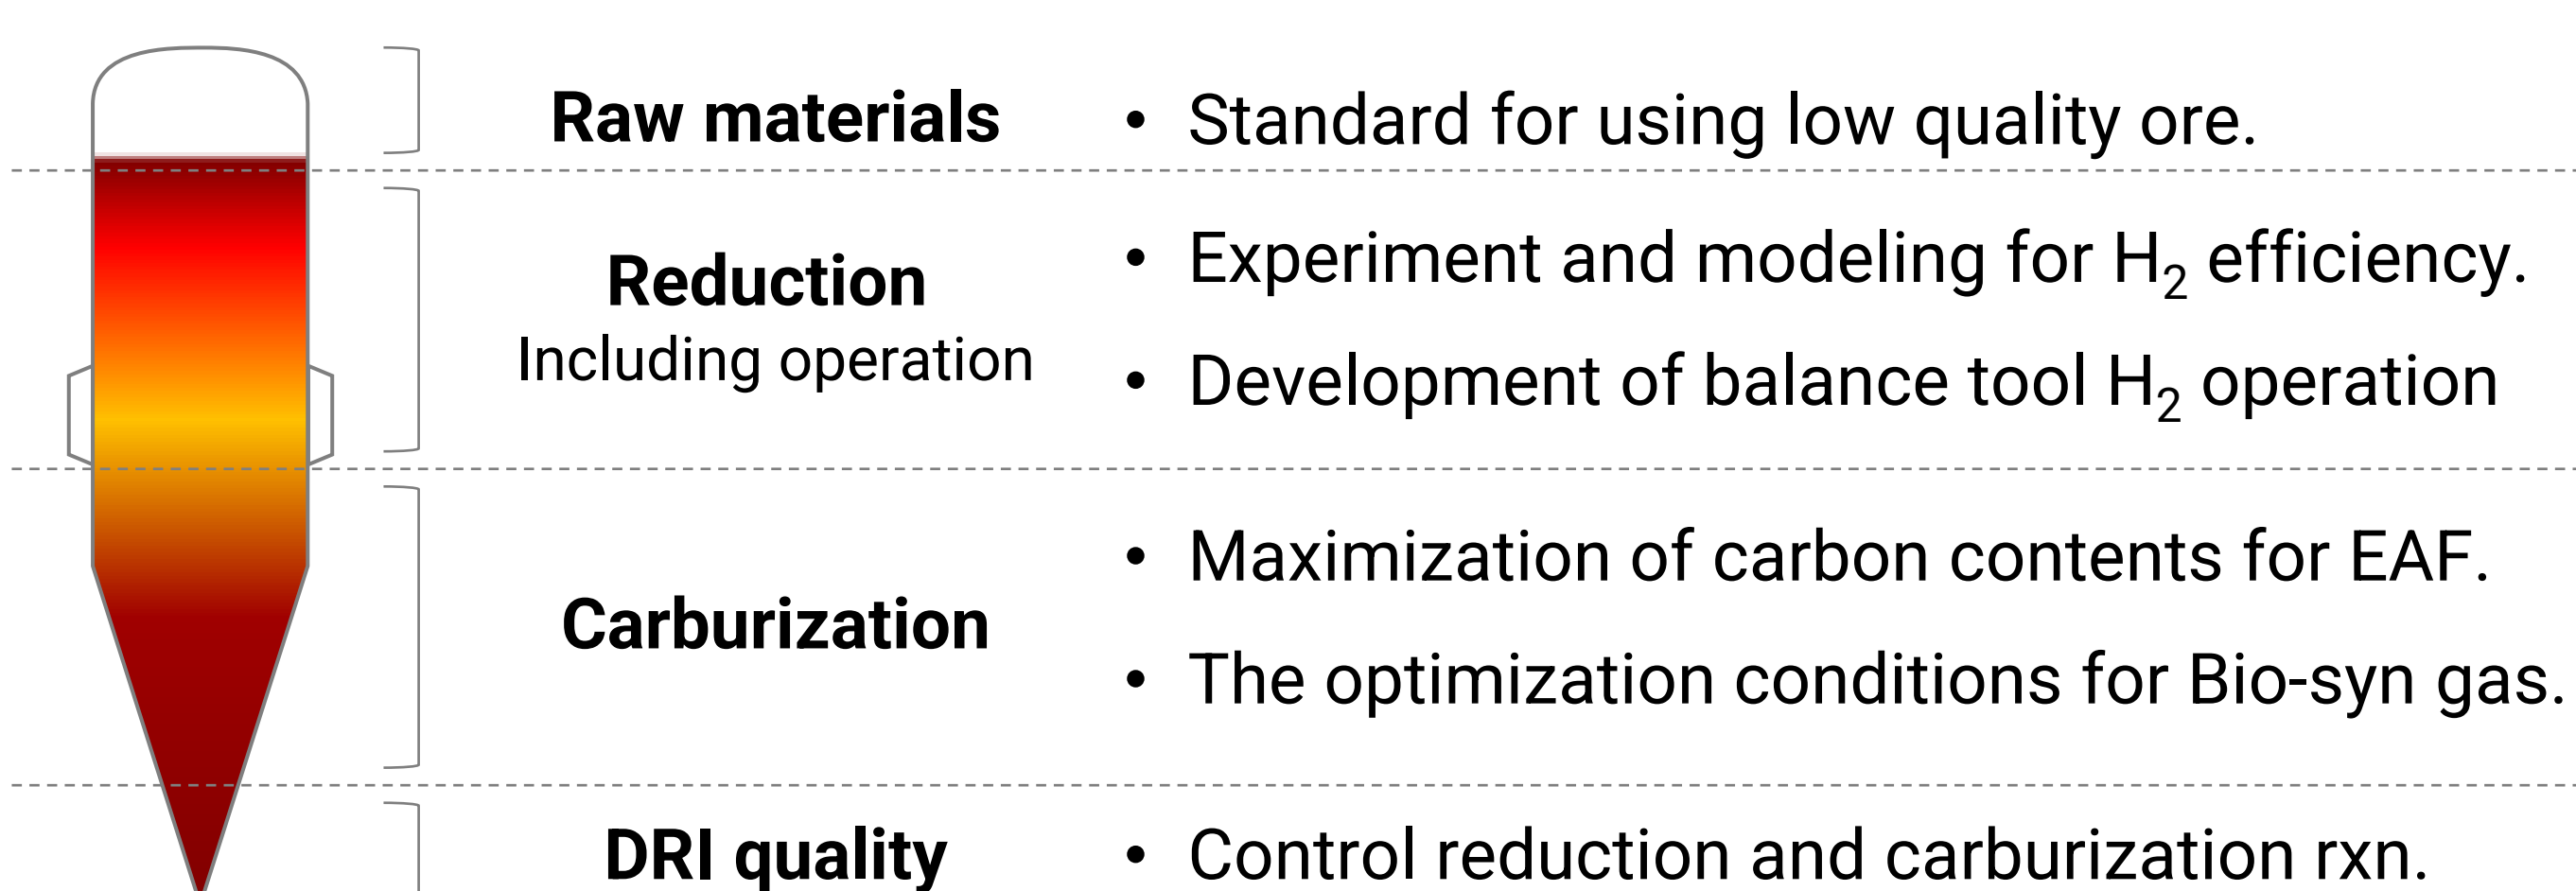 Raw materials
• Standard for using low quality ore.
Reduction
Including operation
• Experiment and modeling for H₂ efficiency.
• Development of balance tool H₂ operation
Carburization
• Maximization of carbon contents for EAF.
• The optimization conditions for Bio-syn gas.
DRI quality
• Control reduction and carburization rxn.